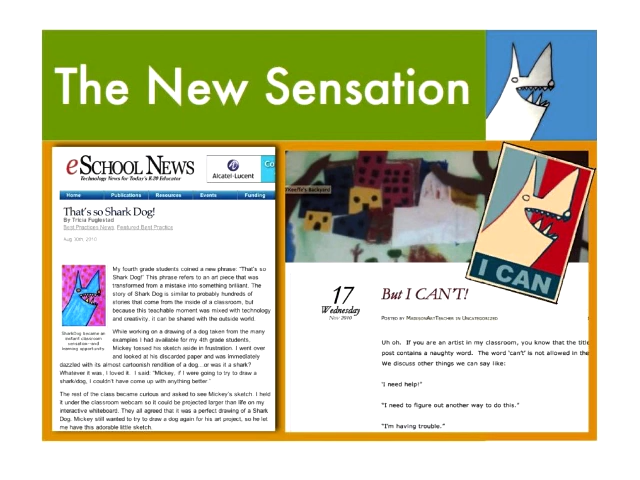 The New Sensation
eSCHOOL NEWS
Technology News for Today's K-20 Educator
Alcatel-Lucent
Co
Home Publications Resources Events Funding
That's so Shark Dog!
By Tricia Fuglestad
Best Practices News, Featured Best Practice
Aug 30th, 2010
My fourth grade students coined a new phrase: "That's so
Shark Dog!" This phrase refers to an art piece that was
transformed from a mistake into something brilliant. The
story of Shark Dog is similar to probably hundreds of
stories that come from the inside of a classroom, but
because this teachable moment was mixed with technology
and creativity, it can be shared with the outside world.
SharkDog became an
instant classroom
sensation—and
learning opportunity.
While working on a drawing of a dog taken from the many
examples I had available for my 4th grade students,
Mickey tossed his sketch aside in frustration. I went over
and looked at his discarded paper and was immediately
dazzled with its almost cartoonish rendition of a dog...or was it a shark?
Whatever it was, I loved it. I said "Mickey, if I were going to try to draw a
shark/dog, I couldn't have come up with anything better."
The rest of the class became curious and asked to see Mickey's sketch. I held
it under the classroom webcam so it could be projected larger than life on my
interactive whiteboard. They all agreed that it was a perfect drawing of a Shark
Dog. Mickey still wanted to try to draw a dog again for his art project, so he let
me have this adorable little sketch.
Backyard
I CAN
17
Wednesday
Nov 2010
But I CAN'T!
POSTED BY MADISONARTTEACHER IN UNCATEGORIZED
Uh oh. If you are an artist in my classroom, you know that the title
post contains a naughty word. The word 'can't' is not allowed in the
We discuss other things we can say like:
'I need help!"
"I need to figure out another way to do this."
"I'm having trouble."